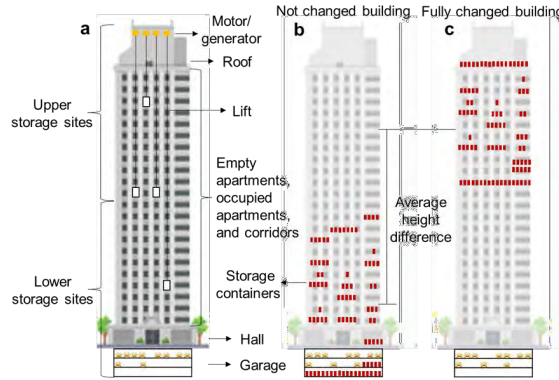 Not changed building
Fully changed building
a
b
c
Motor/
generator
Roof
Upper
storage sites
Lift
Empty
apartments,
occupied
apartments,
and corridors
Average
height
difference
Lower
storage sites
Storage
containers
Hall
Garage